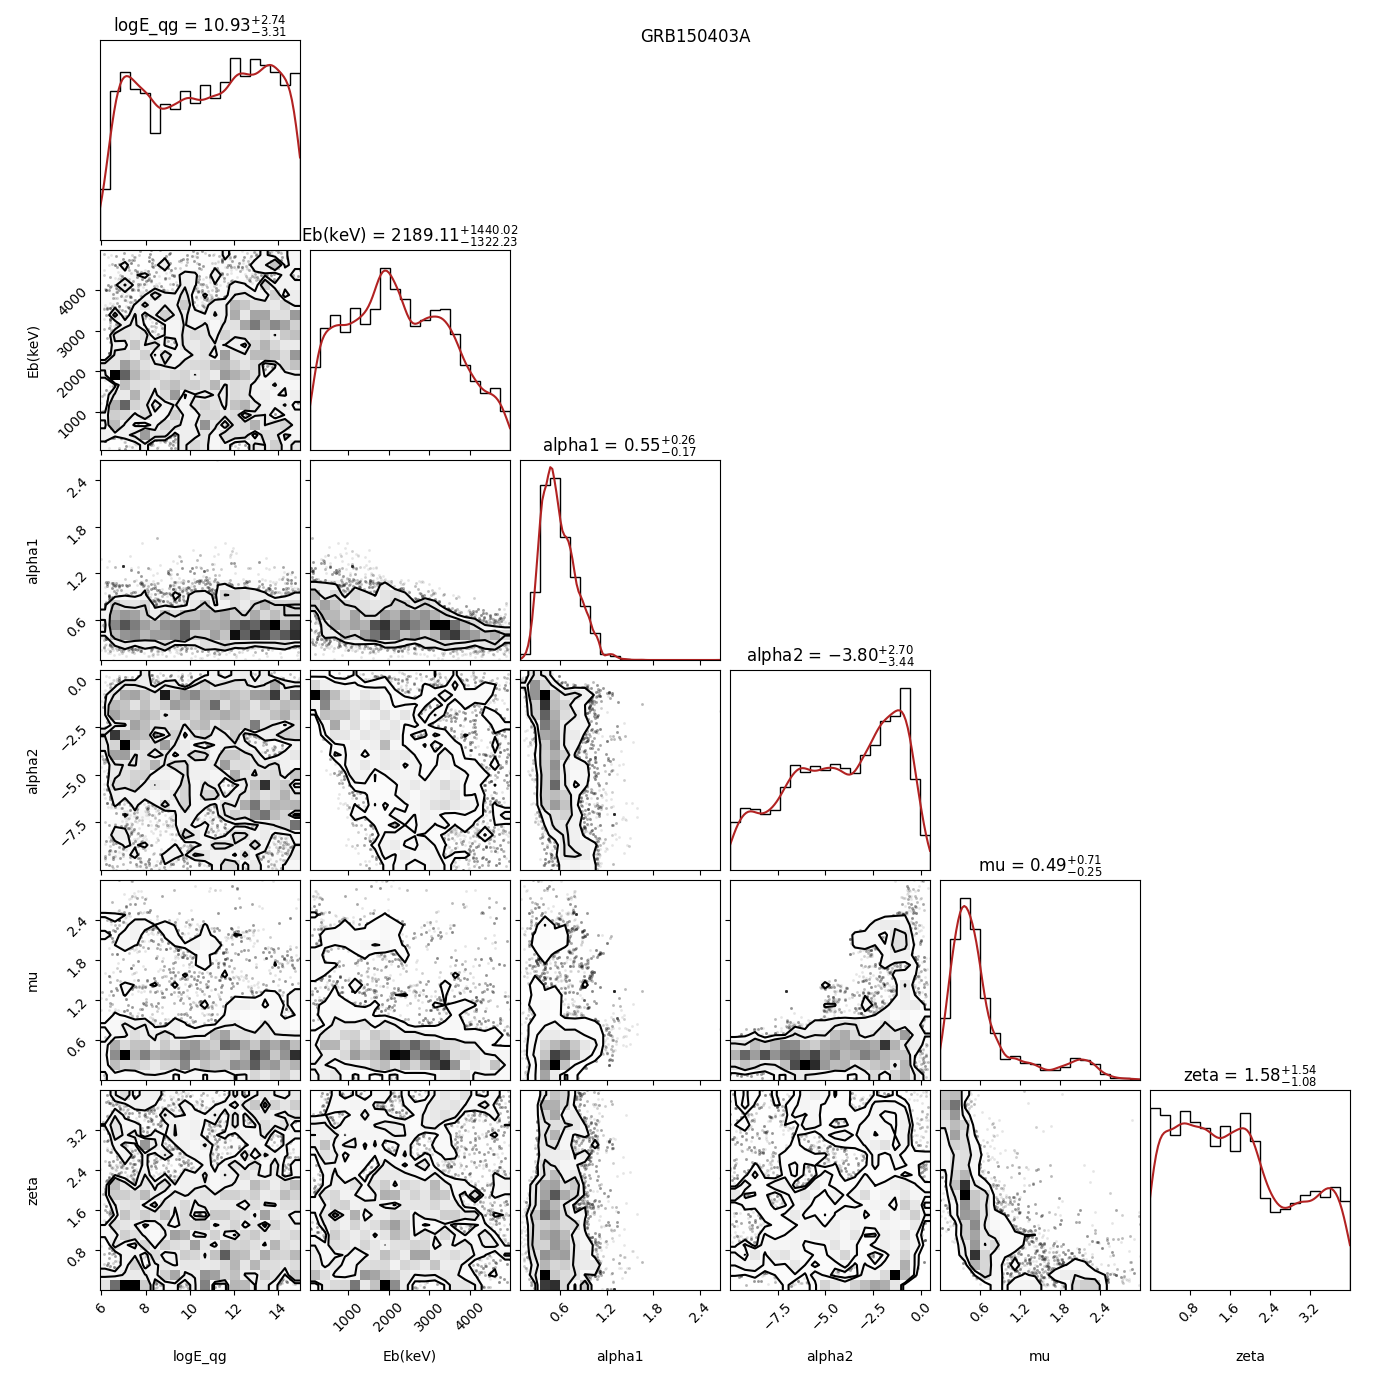 GRB150403A
logE_qg = 10.93+2.74 −3.31
Eb(keV) = 2189.11+1440.02 −1322.23
Eb(keV)
4000
3000
2000
1000
alpha1 = 0.55+0.26 −0.17
alpha1
2.4
1.8
1.2
0.6
alpha2 = −3.80+2.70 −3.44
alpha2
0.0
−2.5
−5.0
−7.5
mu = 0.49+0.71 −0.25
mu
2.4
1.8
1.2
0.6
zeta = 1.58+1.54 −1.08
zeta
3.2
2.4
1.6
0.8
6 8 10 12 14
1000 2000 3000 4000
0.6 1.2 1.8 2.4
−7.5 −5.0 −2.5 0.0
0.6 1.2 1.8 2.4
0.8 1.6 2.4 3.2
logE_qg Eb(keV) alpha1 alpha2 mu zeta